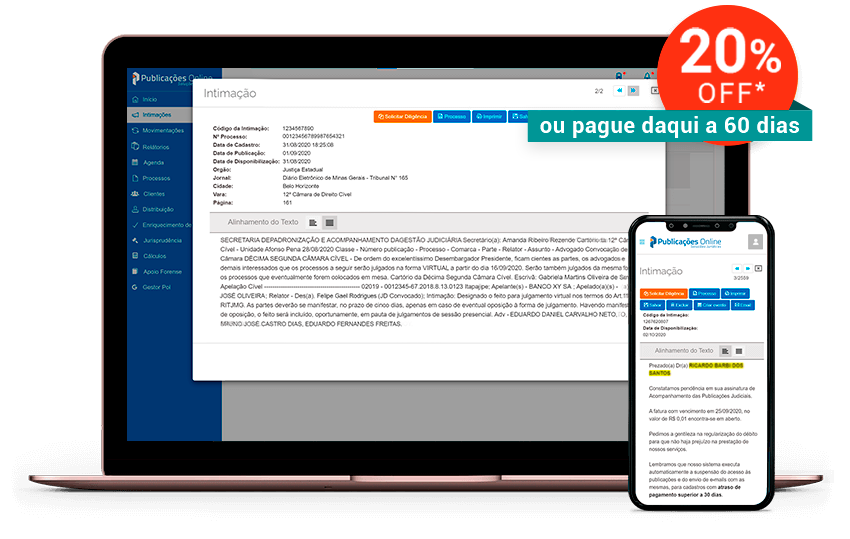 20%
OFF*
ou pague daqui a 60 dias
Publicações Online
Início
Intimações
Movimentações
Relatórios
Agenda
Processos
Clientes
Distribuição
Enriquecimento de
Jurisprudência
Cálculos
Apoio Forense
Gestor Pol
Intimação
2/2
Solicitar Diligência
Processo
Imprimir
Código da Intimação: 1234567890
Nº Processo: 00123456789987654321
Data de Cadastro: 31/08/2020 18:25:08
Data de Publicação: 01/09/2020
Data de Disponibilização: 31/08/2020
Orgão: Justiça Estadual
Jornal: Diário Eletrônico de Minas Gerais - Tribunal N° 165
Cidade: Belo Horizonte
Vara: 12ª Câmara de Direito Cível
Página: 161
Alinhamento do Texto
SECRETARIA DEPADRONIZAÇÃO E ACOMPANHAMENTO DAGESTÃO JUDICIÁRIA Secretário(a): Amanda Ribeiro Rezende Cartório da 12ª
Cível - Unidade Afonso Pena 28/08/2020 Classe - Número publicação - Processo - Comarca - Parte - Relator - Assunto - Advogado Convocação de
Câmara DÉCIMA SEGUNDA CÂMARA CÍVEL - De ordem do excelentíssimo Desembargador Presidente, ficam cientes as partes, os advogados e
demais interessados que os processos a seguir serão julgados na forma VIRTUAL a partir do dia 16/09/2020. Serão também julgados da mesma
os processos que eventualmente forem colocados em mesa. Cartório da Décima Segunda Câmara Cível. Escrivã: Gabriela Martins Oliveira de
Apelação Cível 02019 - 0012345-67.2018.8.13.0123 Itapajpe; Apelante(s) - BANCO XY SA ; Apelado(a)(s) -
JOSÉ OLIVEIRA; Relator - Des(a). Felipe Gael Rodrigues (JD Convocado); Intimação: Designado o feito para julgamento virtual nos termos do
RITJMG. As partes deverão se manifestar, no prazo de cinco dias, apenas em caso de eventual oposição à forma de julgamento. Havendo
de oposição, o feito será incluído, oportunamente, em pauta de julgamentos de sessão presencial. Adv - EDUARDO DANIEL CARVALHO NETO,
JOSÉ CASTRO DIAS, EDUARDO FERNANDES FREITAS.
Publicações Online
Intimação
3/2559
Solicitar Diligência
Processo
Imprimir
Salvar
Excluir
Criar evento
Email
Código da Intimação:
1267620807
Data de Disponibilização:
02/10/2020
Alinhamento do Texto
Prezado(a) Dr(a) RICARDO BARBI DOS
SANTOS
Constatamos pendência em sua assinatura de
Acompanhamento das Publicações Judiciais.
A fatura com vencimento em 25/09/2020, no
valor de R$ 0,01 encontra-se em aberto.
Pedimos a gentileza na regularização do débito
para que não haja prejuízo na prestação de
nossos serviços.
Lembramos que nosso sistema executa
automaticamente a suspensão do acesso às
publicações e do envio de e-mails com as
mesmas, para cadastros com atraso de
pagamento superior a 30 dias.